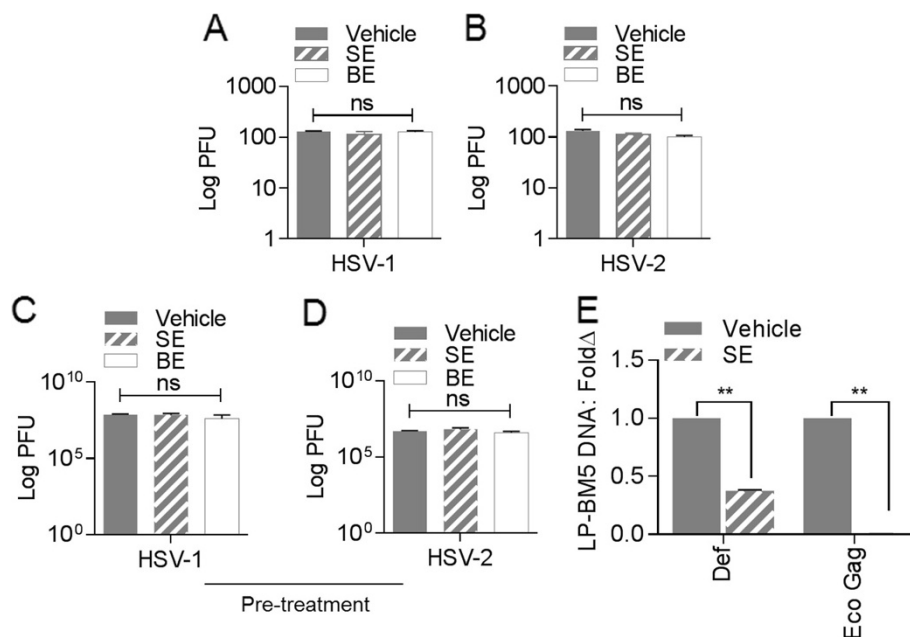 A
Vehicle
SE
BE
1000
100
10
1
Log PFU
ns
HSV-1
B
Vehicle
SE
BE
1000
100
10
1
Log PFU
ns
HSV-2
C
Vehicle
SE
BE
10^10
10^5
10^0
Log PFU
ns
HSV-1
D
Vehicle
SE
BE
10^10
10^5
10^0
Log PFU
ns
HSV-2
Pre-treatment
E
Vehicle
SE
1.5
1.0
0.5
0.0
LP-BM5 DNA: FoldΔ
**
**
Def
Eco Gag